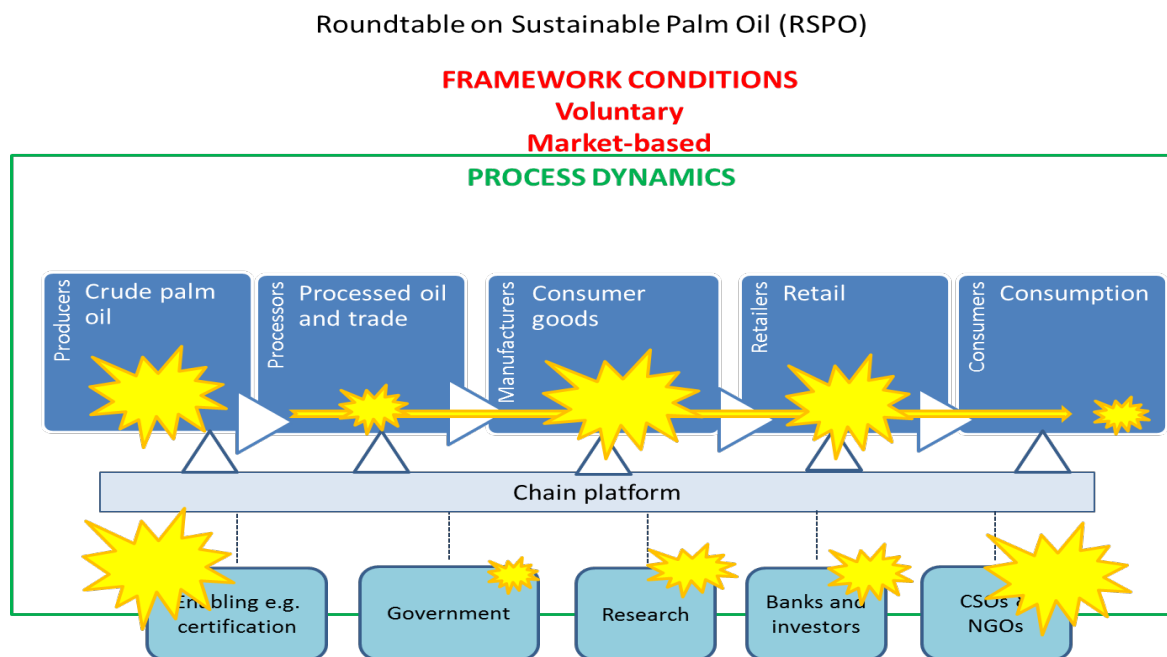 Roundtable on Sustainable Palm Oil (RSPO)
FRAMEWORK CONDITIONS
Voluntary
Market-based
PROCESS DYNAMICS
Producers
Crude palm
oil
Processors
Processed oil
and trade
Manufacturers
Consumer
goods
Retailers
Retail
Consumers
Consumption
Chain platform
Enabling e.g.
certification
Government
Research
Banks and
investors
CSOs &
NGOs